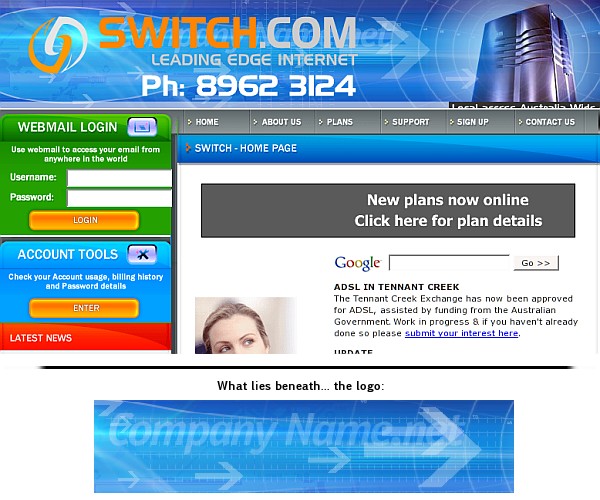 SWITCH.COM
LEADING EDGE INTERNET
Ph: 8962 3124
Local access Australia Wide
WEBMAIL LOGIN
Use webmail to access your email from
anywhere in the world
Username:
Password:
LOGIN
ACCOUNT TOOLS
Check your Account usage, billing history
and Password details
ENTER
LATEST NEWS
HOME
ABOUT US
PLANS
SUPPORT
SIGN UP
CONTACT US
SWITCH - HOME PAGE
New plans now online
Click here for plan details
Google
Go >>
ADSL IN TENNANT CREEK
The Tennant Creek Exchange has now been approved
for ADSL, assisted by funding from the Australian
Government. Work in progress & if you haven't already
done so please submit your interest here.
UPDATE
What lies beneath... the logo:
Company Name.net